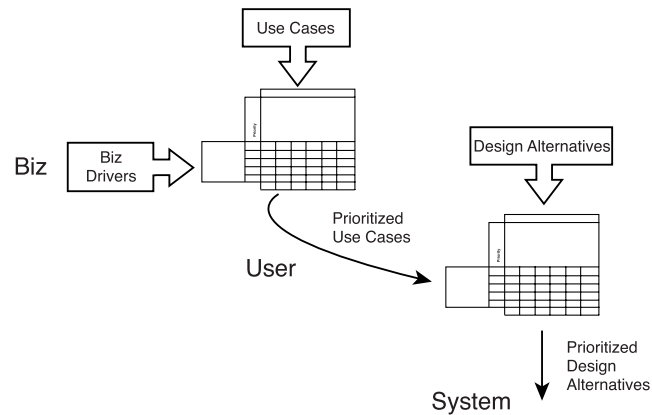 Use Cases
Priority
Biz
Biz
Drivers
Design Alternatives
Prioritized
Use Cases
User
Priority
Prioritized
Design
Alternatives
System